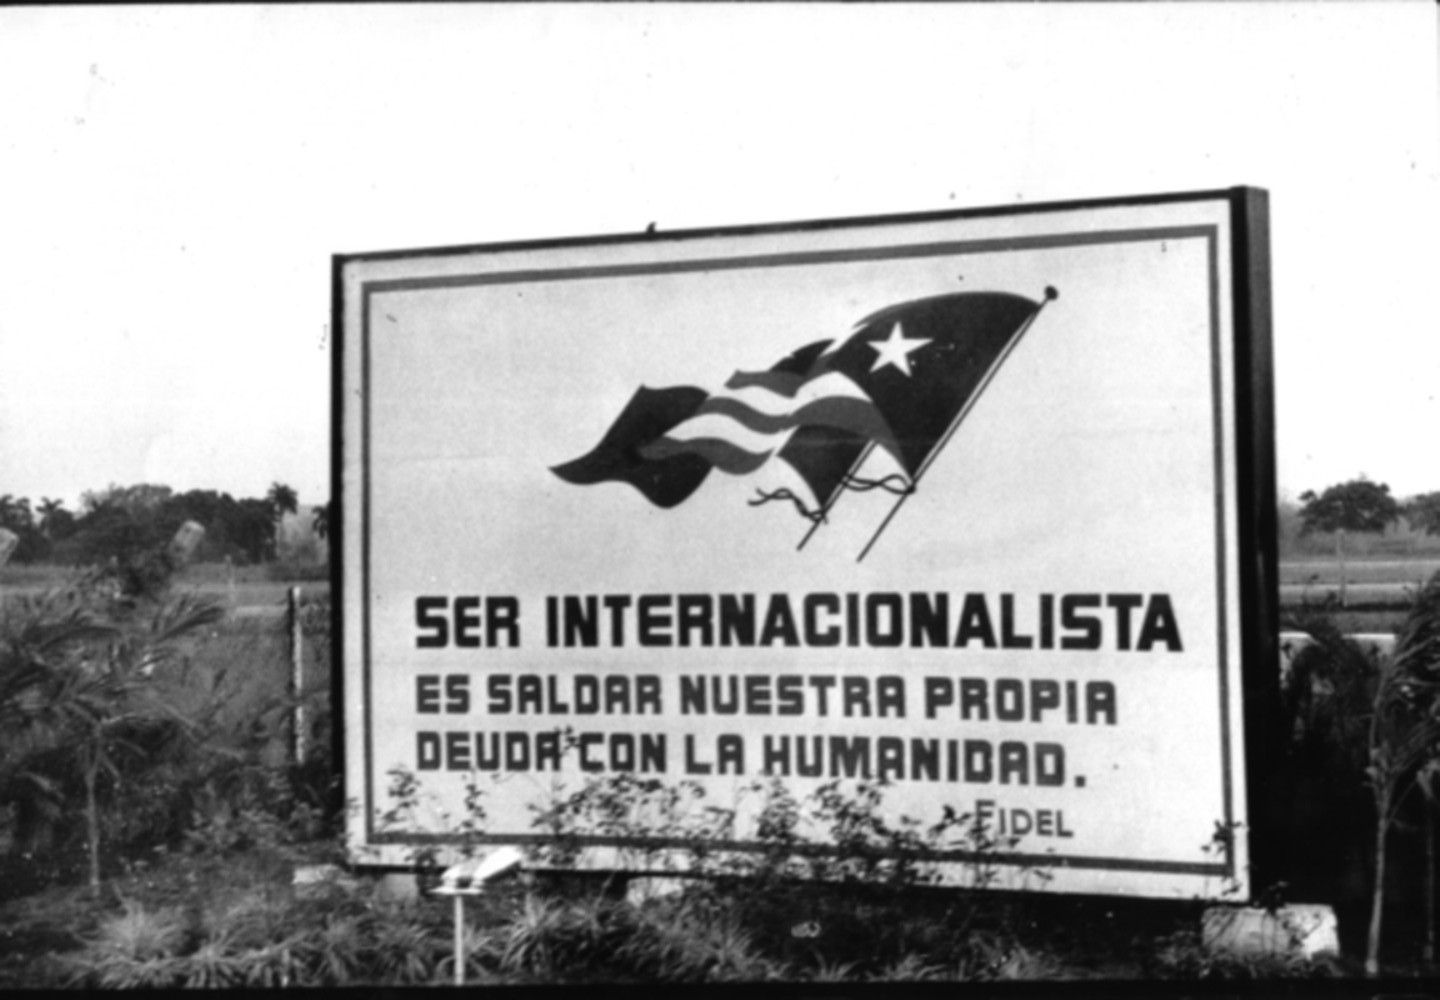 SER INTERNACIONALISTA
ES SALDAR NUESTRA PROPIA
DEUDA CON LA HUMANIDAD.
FIDEL